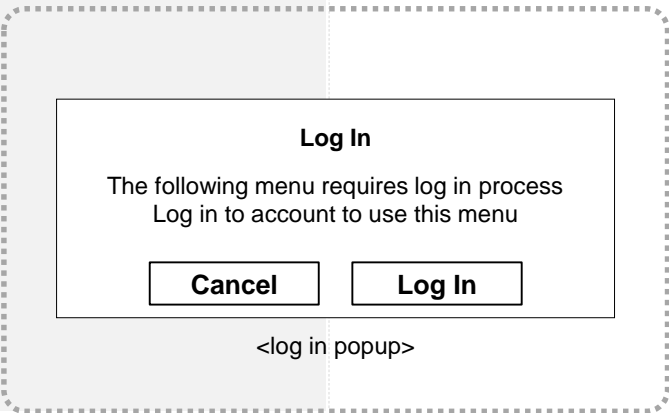 Log In
The following menu requires log in process
Log in to account to use this menu
Cancel Log In
<log in popup>